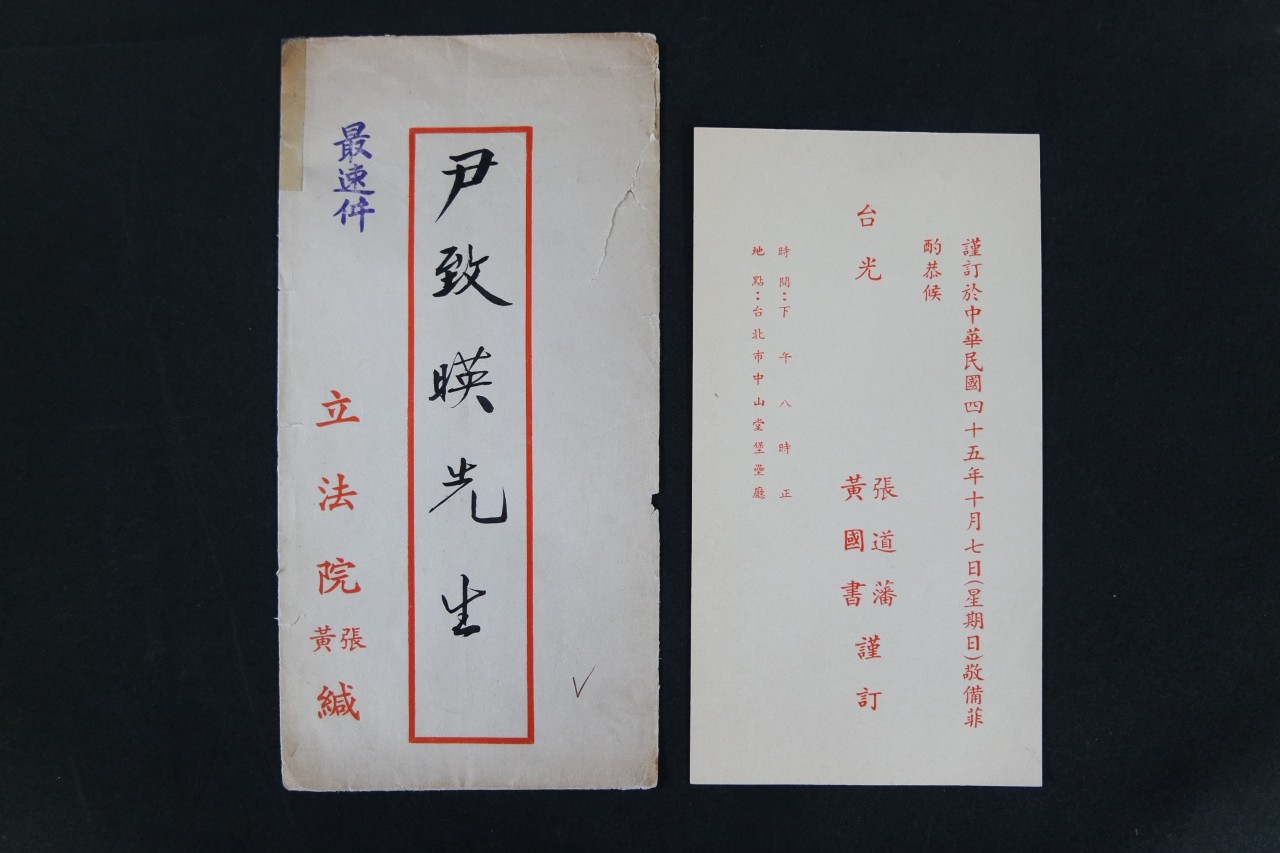 尹致暎先生
最速件
立法院張黃緘
謹訂於中華民國四十五年十月七日(星期日)敬備菲
酌恭候
台光
張道藩
黃國書
謹訂
時間:下午八時正
地點:台北市中山堂堡壘廳